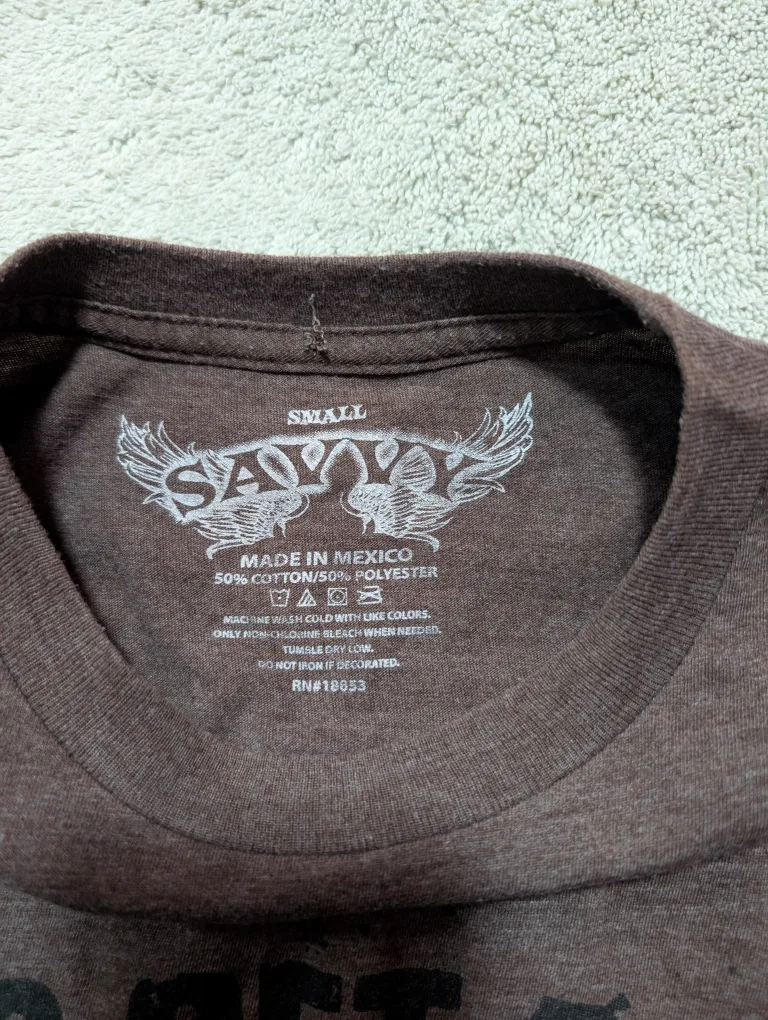 SMALL
SAVVY
MADE IN MEXICO
50% COTTON/50% POLYESTER
MACHINE WASH COLD WITH LIKE COLORS.
ONLY NON-CHLORINE BLEACH WHEN NEEDED.
TUMBLE DRY LOW.
DO NOT IRON IF DECORATED.
RN#18853